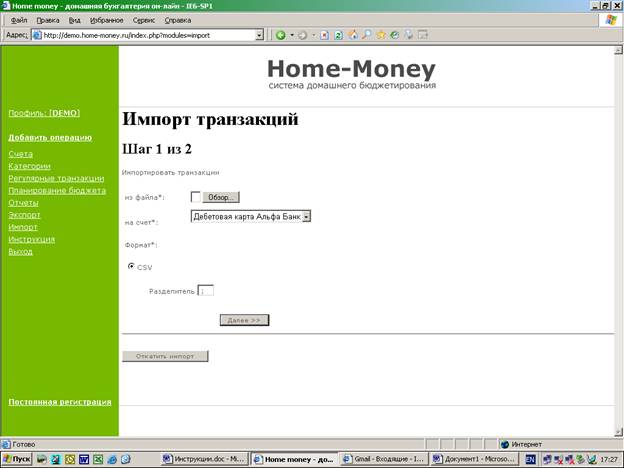 Home money - домашняя бухгалтерия он-лайн - IE6-SP1
Файл Правка Вид Избранное Сервис Справка
Адрес: http://demo.home-money.ru/index.php?modules=import
Home-Money
система домашнего бюджетирования
Профиль: [DEMO]
Добавить операцию
Счета
Категории
Регулярные транзакции
Планирование бюджета
Отчеты
Экспорт
Импорт
Инструкция
Выход
Постоянная регистрация
Импорт транзакций
Шаг 1 из 2
Импортировать транзакции
из файла*: Обзор...
на счет*: Дебетовая карта Альфа Банк
Формат*:
CSV
Разделитель ;
Далее >>
Откатить импорт
Готово Интернет
Пуск Инструкции.doc - Mi... Home money - до... Gmail - Входящие - I... Документ1 - Microso... EN 17:27